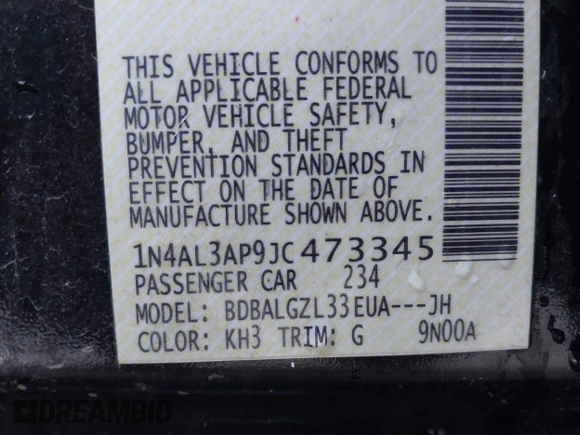 THIS VEHICLE CONFORMS TO
ALL APPLICABLE FEDERAL
MOTOR VEHICLE SAFETY,
BUMPER, AND THEFT
PREVENTION STANDARDS IN
EFFECT ON THE DATE OF
MANUFACTURE SHOWN ABOVE.
1N4AL3AP9JC473345
PASSENGER CAR 234
MODEL: BDBALGZL33EUA---JH
COLOR: KH3 TRIM: G 9N00A
DREAMBID